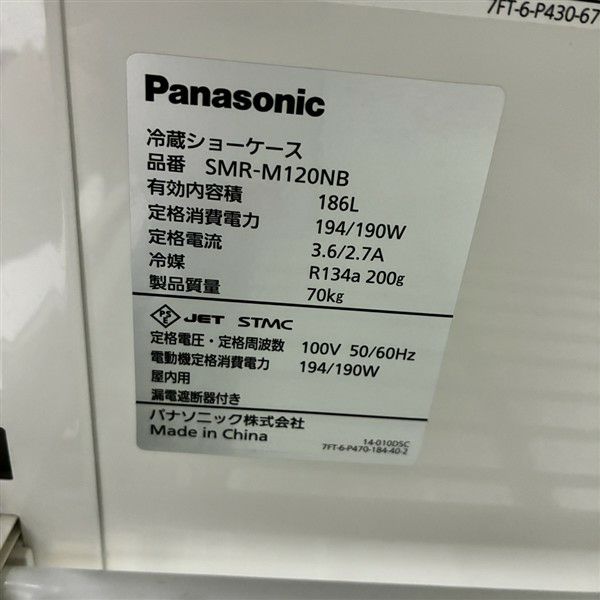 7FT-6-P430-67
Panasonic
冷蔵ショーケース
品番 SMR-M120NB
有効内容積 186L
定格消費電力 194/190W
定格電流 3.6/2.7A
冷媒 R134a 200g
製品質量 70kg
PSE JET STMC
定格電圧・定格周波数 100V 50/60Hz
電動機定格消費電力 194/190W
屋内用
漏電遮断器付き
パナソニック株式会社
Made in China 14-010DSC
7FT-6-P470-184-40-2